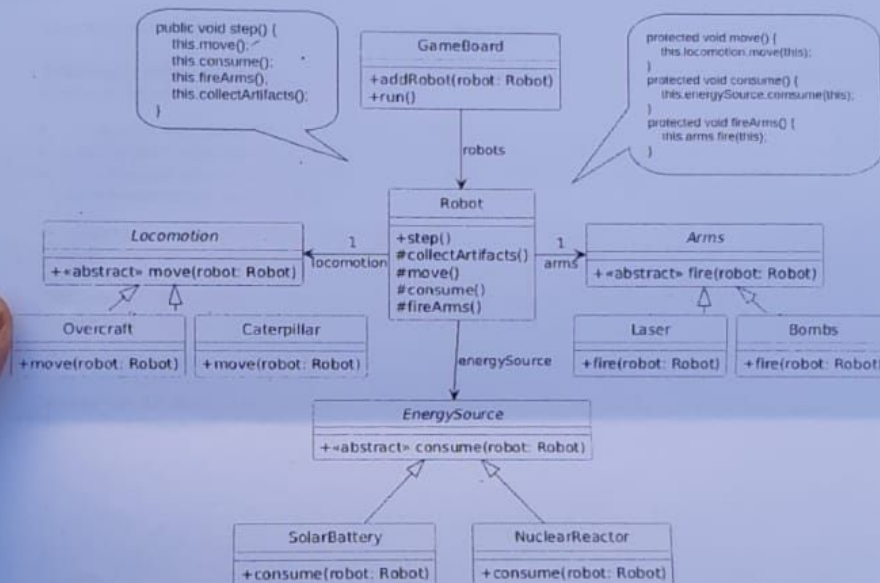 public void step() {
this.move();
this.consume();
this.fireArms();
this.collectArtifacts();
}
GameBoard
+addRobot(robot: Robot)
+run()
protected void move() {
this.locomotion.move(this);
}
protected void consume() {
this.energySource.comsume(this);
}
protected void fireArms() {
this.arms.fire(this);
}
robots
Robot
+step()
#collectArtifacts()
#move()
#consume()
#fireArms()
Locomotion
+«abstract» move(robot: Robot)
1
locomotion
1
arms
Arms
+«abstract» fire(robot: Robot)
Overcraft
+move(robot: Robot)
Caterpillar
+move(robot: Robot)
Laser
+fire(robot: Robot)
Bombs
+fire(robot: Robot)
energySource
EnergySource
+«abstract» consume(robot: Robot)
SolarBattery
+consume(robot: Robot)
NuclearReactor
+consume(robot: Robot)